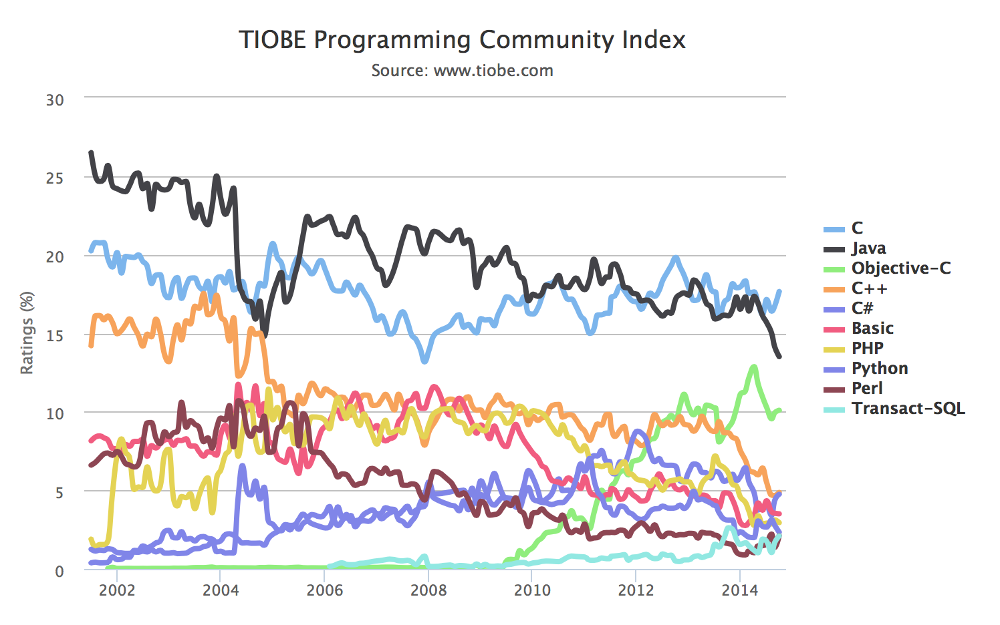 TIOBE Programming Community Index
Source: www.tiobe.com
Ratings (%)
30
25
20
15
10
5
0
2002 2004 2006 2008 2010 2012 2014
C
Java
Objective-C
C++
C#
Basic
PHP
Python
Perl
Transact-SQL